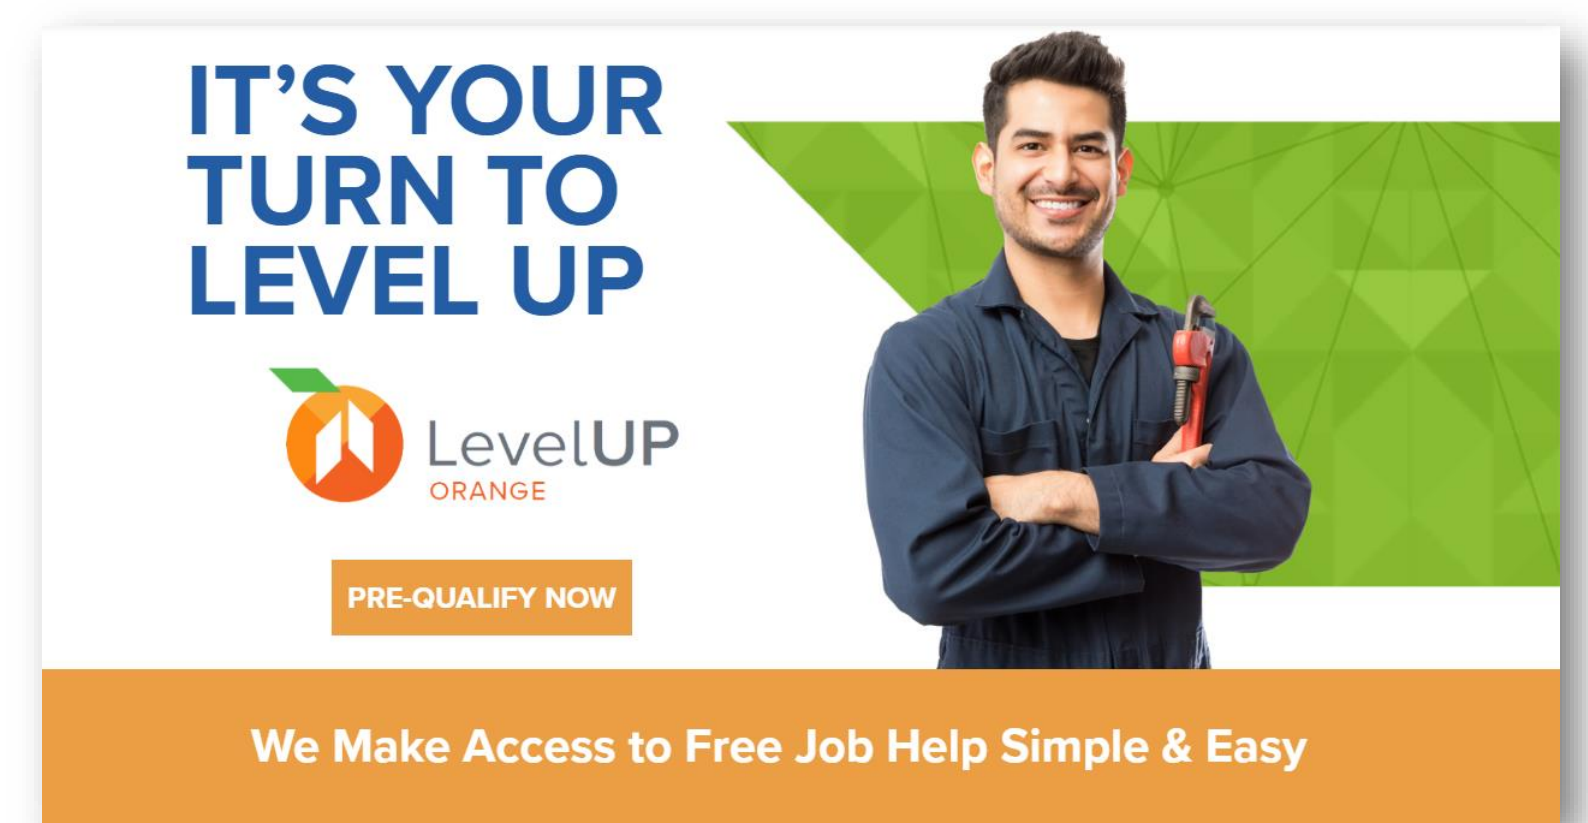 IT’S YOUR
TURN TO
LEVEL UP
LevelUP
ORANGE
PRE-QUALIFY NOW
We Make Access to Free Job Help Simple & Easy